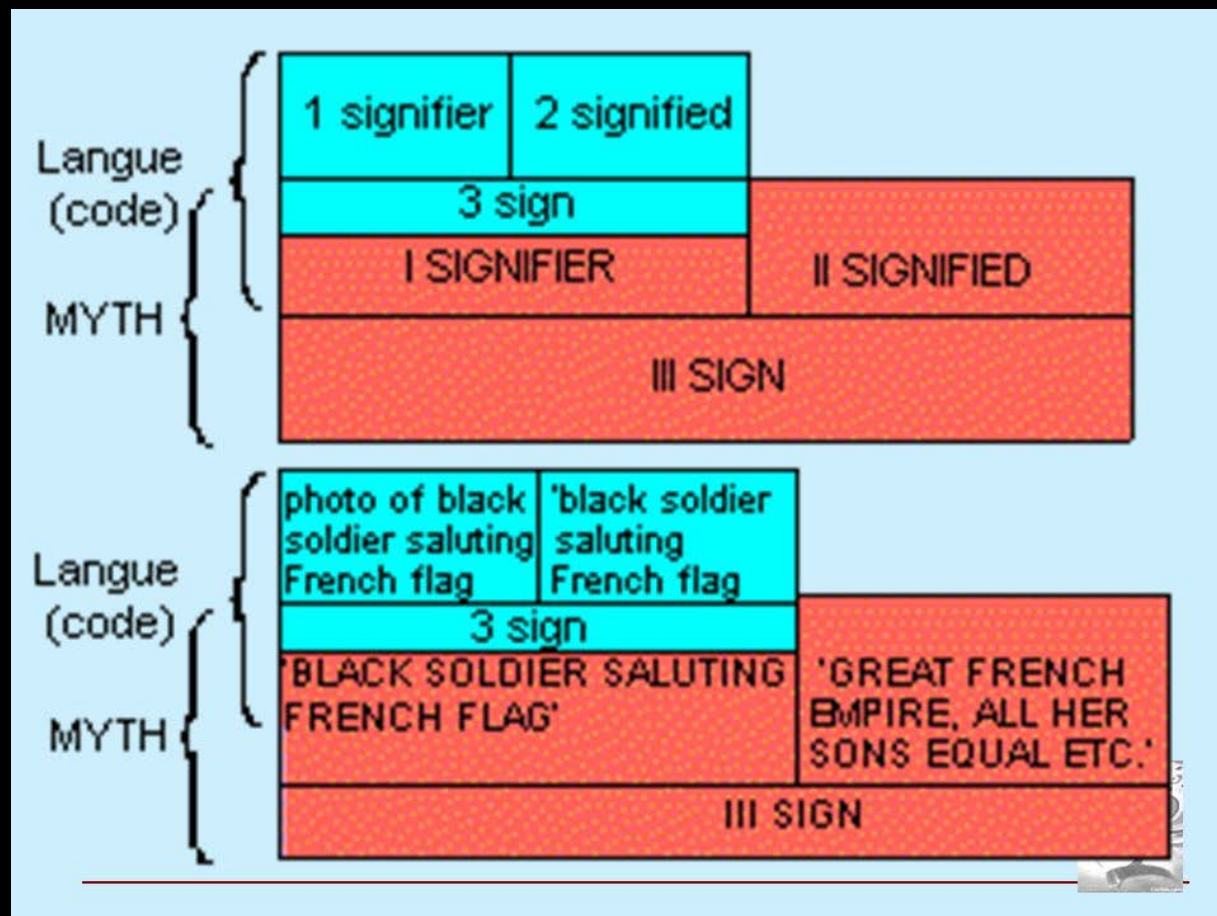 1 signifier
2 signified
Langue
(code)
3 sign
I SIGNIFIER
II SIGNIFIED
MYTH
III SIGN
photo of black
soldier saluting
French flag
'black soldier
saluting
French flag
Langue
(code)
3 sign
'BLACK SOLDIER SALUTING
FRENCH FLAG'
'GREAT FRENCH
EMPIRE, ALL HER
SONS EQUAL ETC.'
MYTH
III SIGN